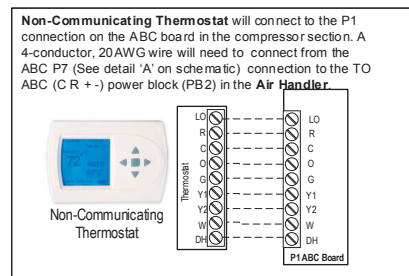 Non-Communicating Thermostat will connect to the P1
connection on the ABC board in the compressor section. A
4-conductor, 20AWG wire will need to connect from the
ABC P7 (See detail 'A' on schematic) connection to the TO
ABC (C R + -) power block (PB2) in the Air Handler.
72
Non-Communicating
Thermostat
Thermostat
LO
R
C
O
G
Y1
Y2
W
DH
LO
R
C
O
G
Y1
Y2
W
DH
P1 ABC Board